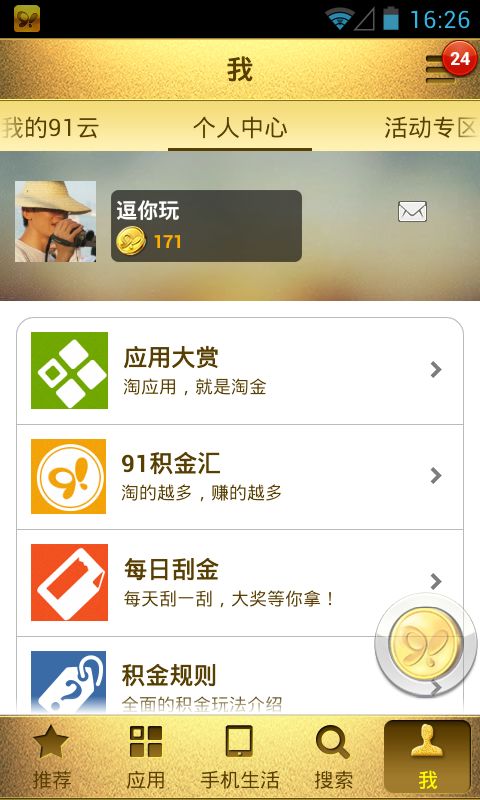 16:26
我
24
我的91云
个人中心
活动专区
逗你玩
171
应用大赏
淘应用，就是淘金
91积金汇
淘的越多，赚的越多
每日刮金
每天刮一刮，大奖等你拿！
积金规则
全面的积金玩法介绍
推荐
应用
手机生活
搜索
我